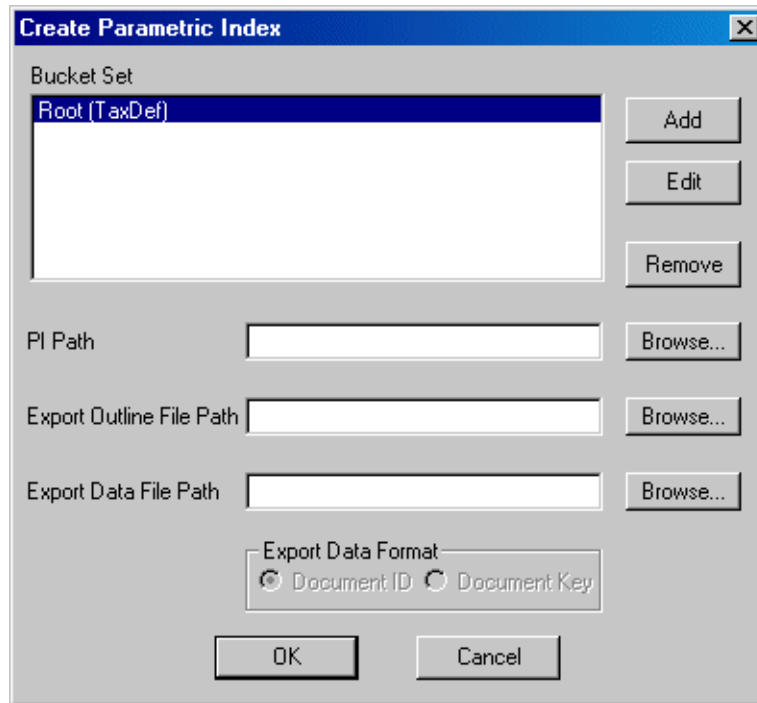 Create Parametric Index
Bucket Set
Root (TaxDef)
Add
Edit
Remove
PI Path
Browse...
Export Outline File Path
Browse...
Export Data File Path
Browse...
Export Data Format
Document ID Document Key
OK Cancel